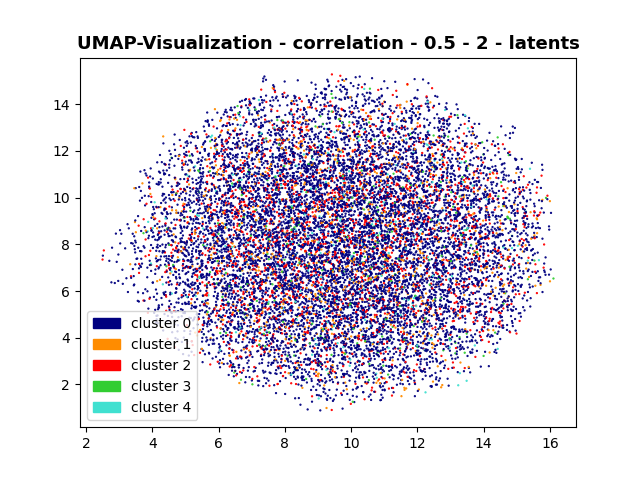 UMAP-Visualization - correlation - 0.5 - 2 - latents
14
12
10
8
6
4
2
cluster 0
cluster 1
cluster 2
cluster 3
cluster 4
2 4 6 8 10 12 14 16